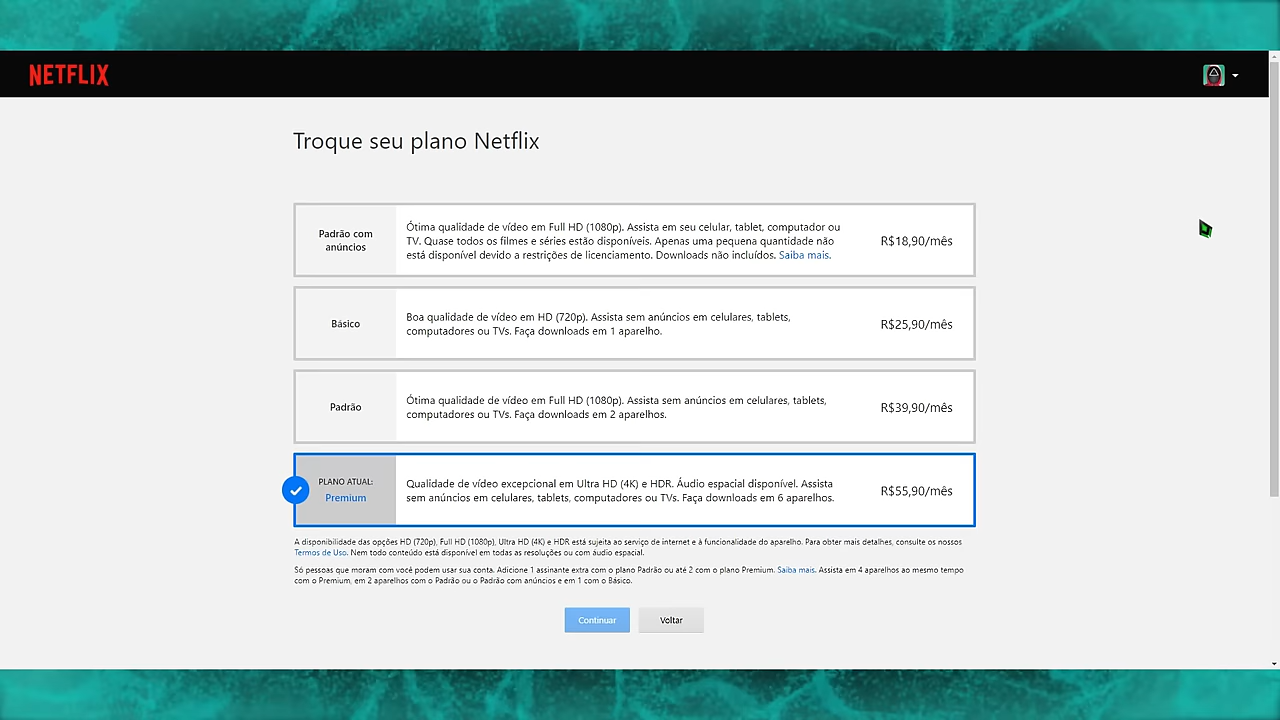 NETFLIX
Troque seu plano Netflix
Padrão com
anúncios
Ótima qualidade de vídeo em Full HD (1080p). Assista em seu celular, tablet, computador ou
TV. Quase todos os filmes e séries estão disponíveis. Apenas uma pequena quantidade não
está disponível devido a restrições de licenciamento. Downloads não incluídos. Saiba mais.
R$18,90/mês
Básico
Boa qualidade de vídeo em HD (720p). Assista sem anúncios em celulares, tablets,
computadores ou TVs. Faça downloads em 1 aparelho.
R$25,90/mês
Padrão
Ótima qualidade de vídeo em Full HD (1080p). Assista sem anúncios em celulares, tablets,
computadores ou TVs. Faça downloads em 2 aparelhos.
R$39,90/mês
PLANO ATUAL:
Premium
Qualidade de vídeo excepcional em Ultra HD (4K) e HDR. Áudio espacial disponível. Assista
sem anúncios em celulares, tablets, computadores ou TVs. Faça downloads em 6 aparelhos.
R$55,90/mês
A disponibilidade das opções HD (720p), Full HD (1080p), Ultra HD (4K) e HDR está sujeita ao serviço de internet e à funcionalidade do aparelho. Para obter mais detalhes, consulte os nossos
Termos de Uso. Nem todo conteúdo está disponível em todas as resoluções ou com áudio espacial.
Só pessoas que moram com você podem usar sua conta. Adicione 1 assinante extra com o plano Padrão ou até 2 com o plano Premium. Saiba mais. Assista em 4 aparelhos ao mesmo tempo
com o Premium, em 2 aparelhos com o Padrão ou o Padrão com anúncios e em 1 com o Básico.
Continuar
Voltar